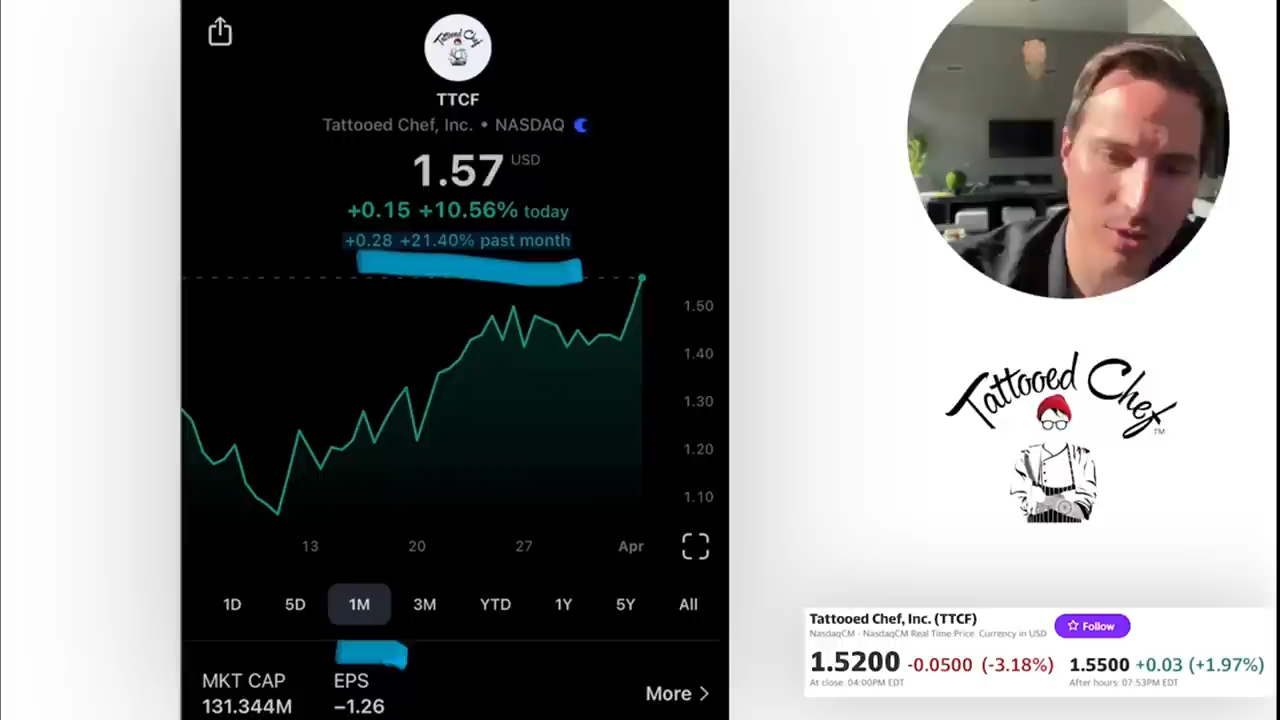 Tattooed Chef
TTCF
Tattooed Chef, Inc. • NASDAQ
1.57 USD
+0.15 +10.56% today
+0.28 +21.40% past month
1.50
1.40
1.30
1.20
1.10
13 20 27 Apr
1D 5D 1M 3M YTD 1Y 5Y All
MKT CAP EPS
131.344M −1.26
More >
Tattooed Chef TM
Tattooed Chef, Inc. (TTCF)
NasdaqCM - NasdaqCM Real Time Price. Currency in USD
Follow
1.5200 -0.0500 (-3.18%) 1.5500 +0.03 (+1.97%)
At close: 04:00PM EDT After hours: 07:53PM EDT